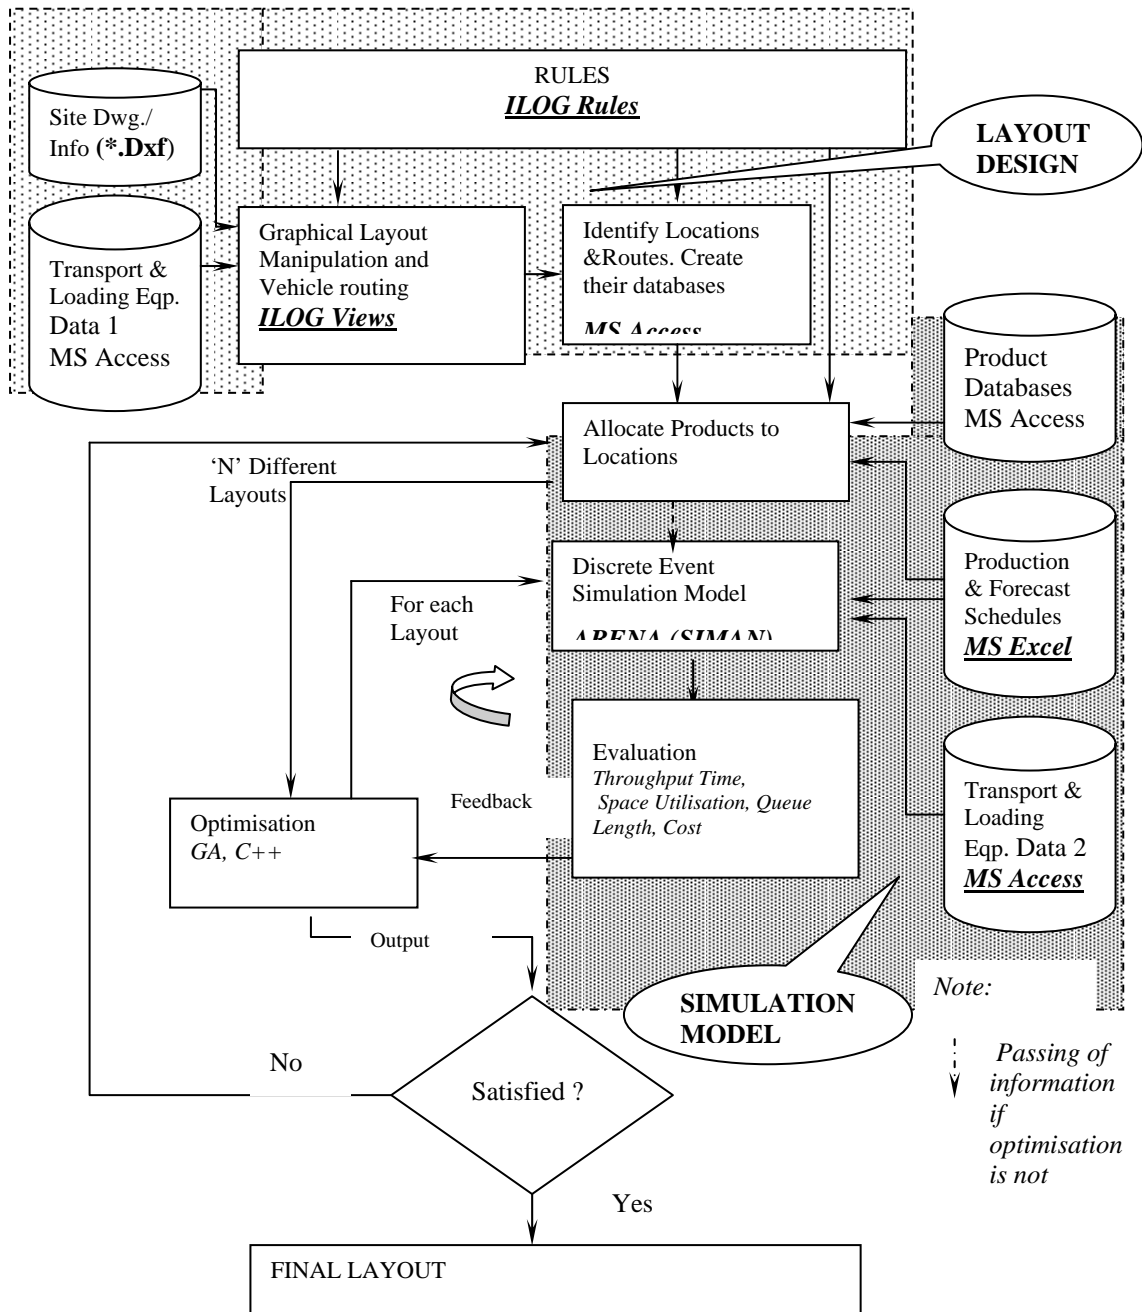 RULES
ILOG Rules
Site Dwg./
Info (*.Dxf)
LAYOUT
DESIGN
Transport &
Loading Eqp.
Data 1
MS Access
Graphical Layout
Manipulation and
Vehicle routing
ILOG Views
Identify Locations
&Routes. Create
their databases
MS Access
Product
Databases
MS Access
Allocate Products to
Locations
‘N’ Different
Layouts
Production
& Forecast
Schedules
MS Excel
Discrete Event
Simulation Model
ARENA (SIMAN)
For each
Layout
Evaluation
Throughput Time,
Space Utilisation, Queue
Length, Cost
Feedback
Transport &
Loading
Eqp. Data 2
MS Access
Optimisation
GA, C++
Output
SIMULATION
MODEL
Note:
Passing of
information
if
optimisation
is not
No
Satisfied ?
Yes
FINAL LAYOUT